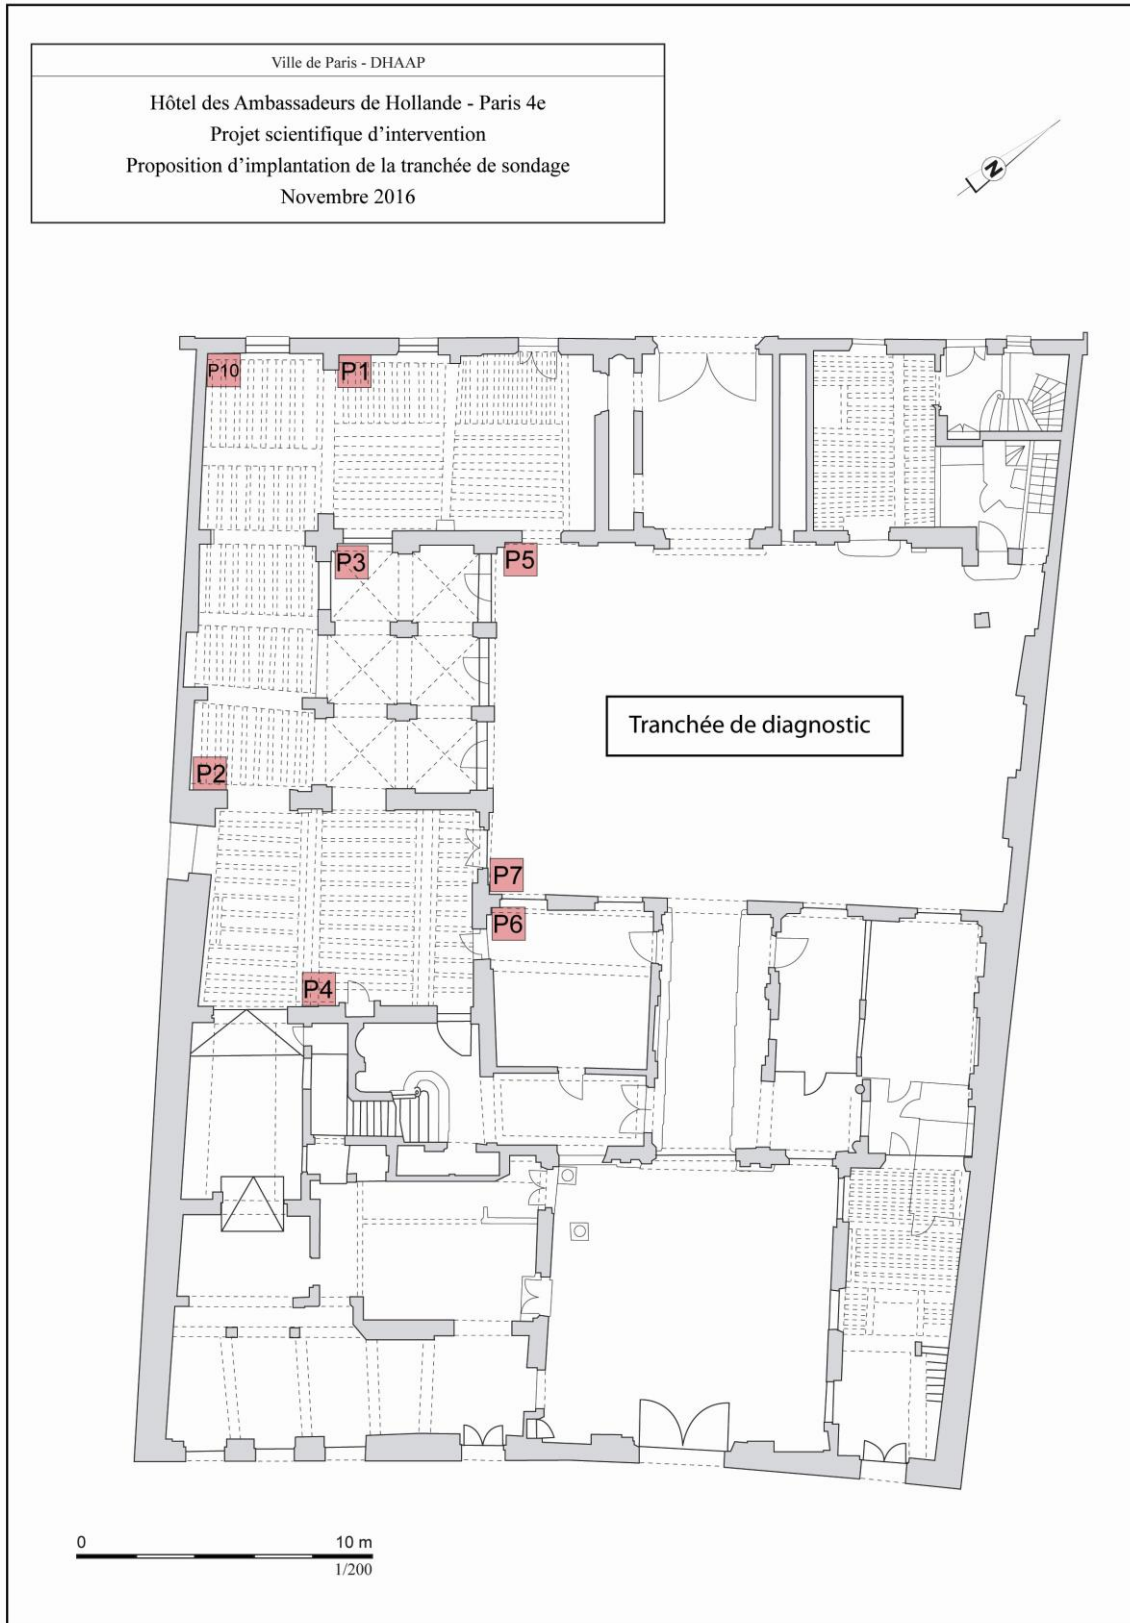 Ville de Paris - DHAAP
Hôtel des Ambassadeurs de Hollande - Paris 4e
Projet scientifique d'intervention
Proposition d'implantation de la tranchée de sondage
Novembre 2016
N
P10
P1
P3
P5
Tranchée de diagnostic
P2
P7
P6
P4
0 10 m
1/200